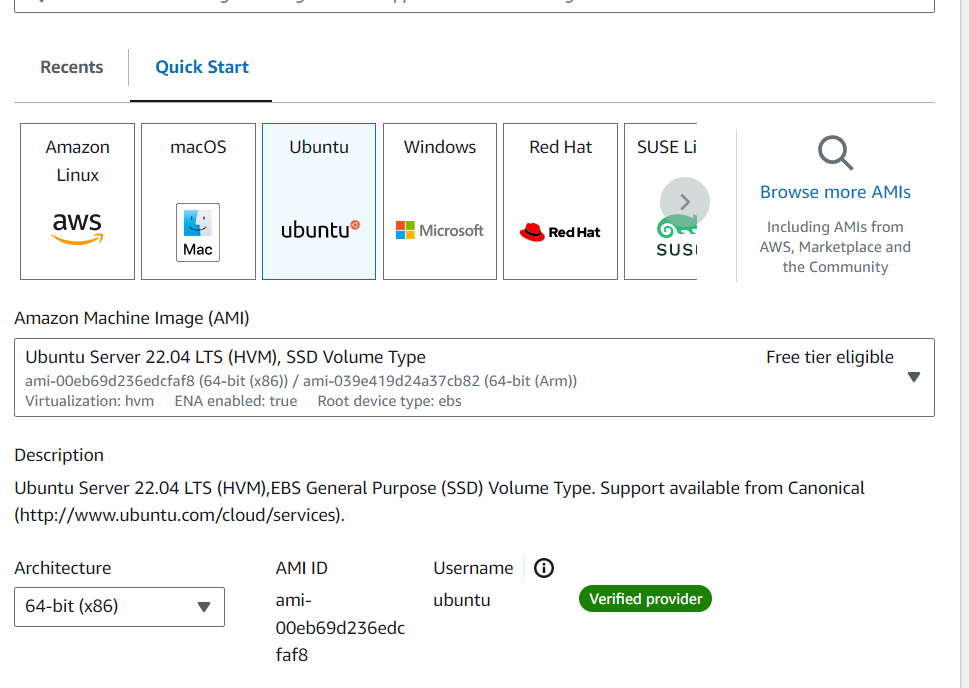 Recents
Quick Start
Amazon
Linux
aws
macOS
Mac
Ubuntu
ubuntu
Windows
Microsoft
Red Hat
Red Hat
SUSE Li
SUS
Browse more AMIs
Including AMIs from
AWS, Marketplace and
the Community
Amazon Machine Image (AMI)
Ubuntu Server 22.04 LTS (HVM), SSD Volume Type
Free tier eligible
ami-00eb69d236edcfaf8 (64-bit (x86)) / ami-039e419d24a37cb82 (64-bit (Arm))
Virtualization: hvm ENA enabled: true Root device type: ebs
Description
Ubuntu Server 22.04 LTS (HVM),EBS General Purpose (SSD) Volume Type. Support available from Canonical
(http://www.ubuntu.com/cloud/services).
Architecture
64-bit (x86)
AMI ID
ami-
00eb69d236edc
faf8
Username
ubuntu
Verified provider